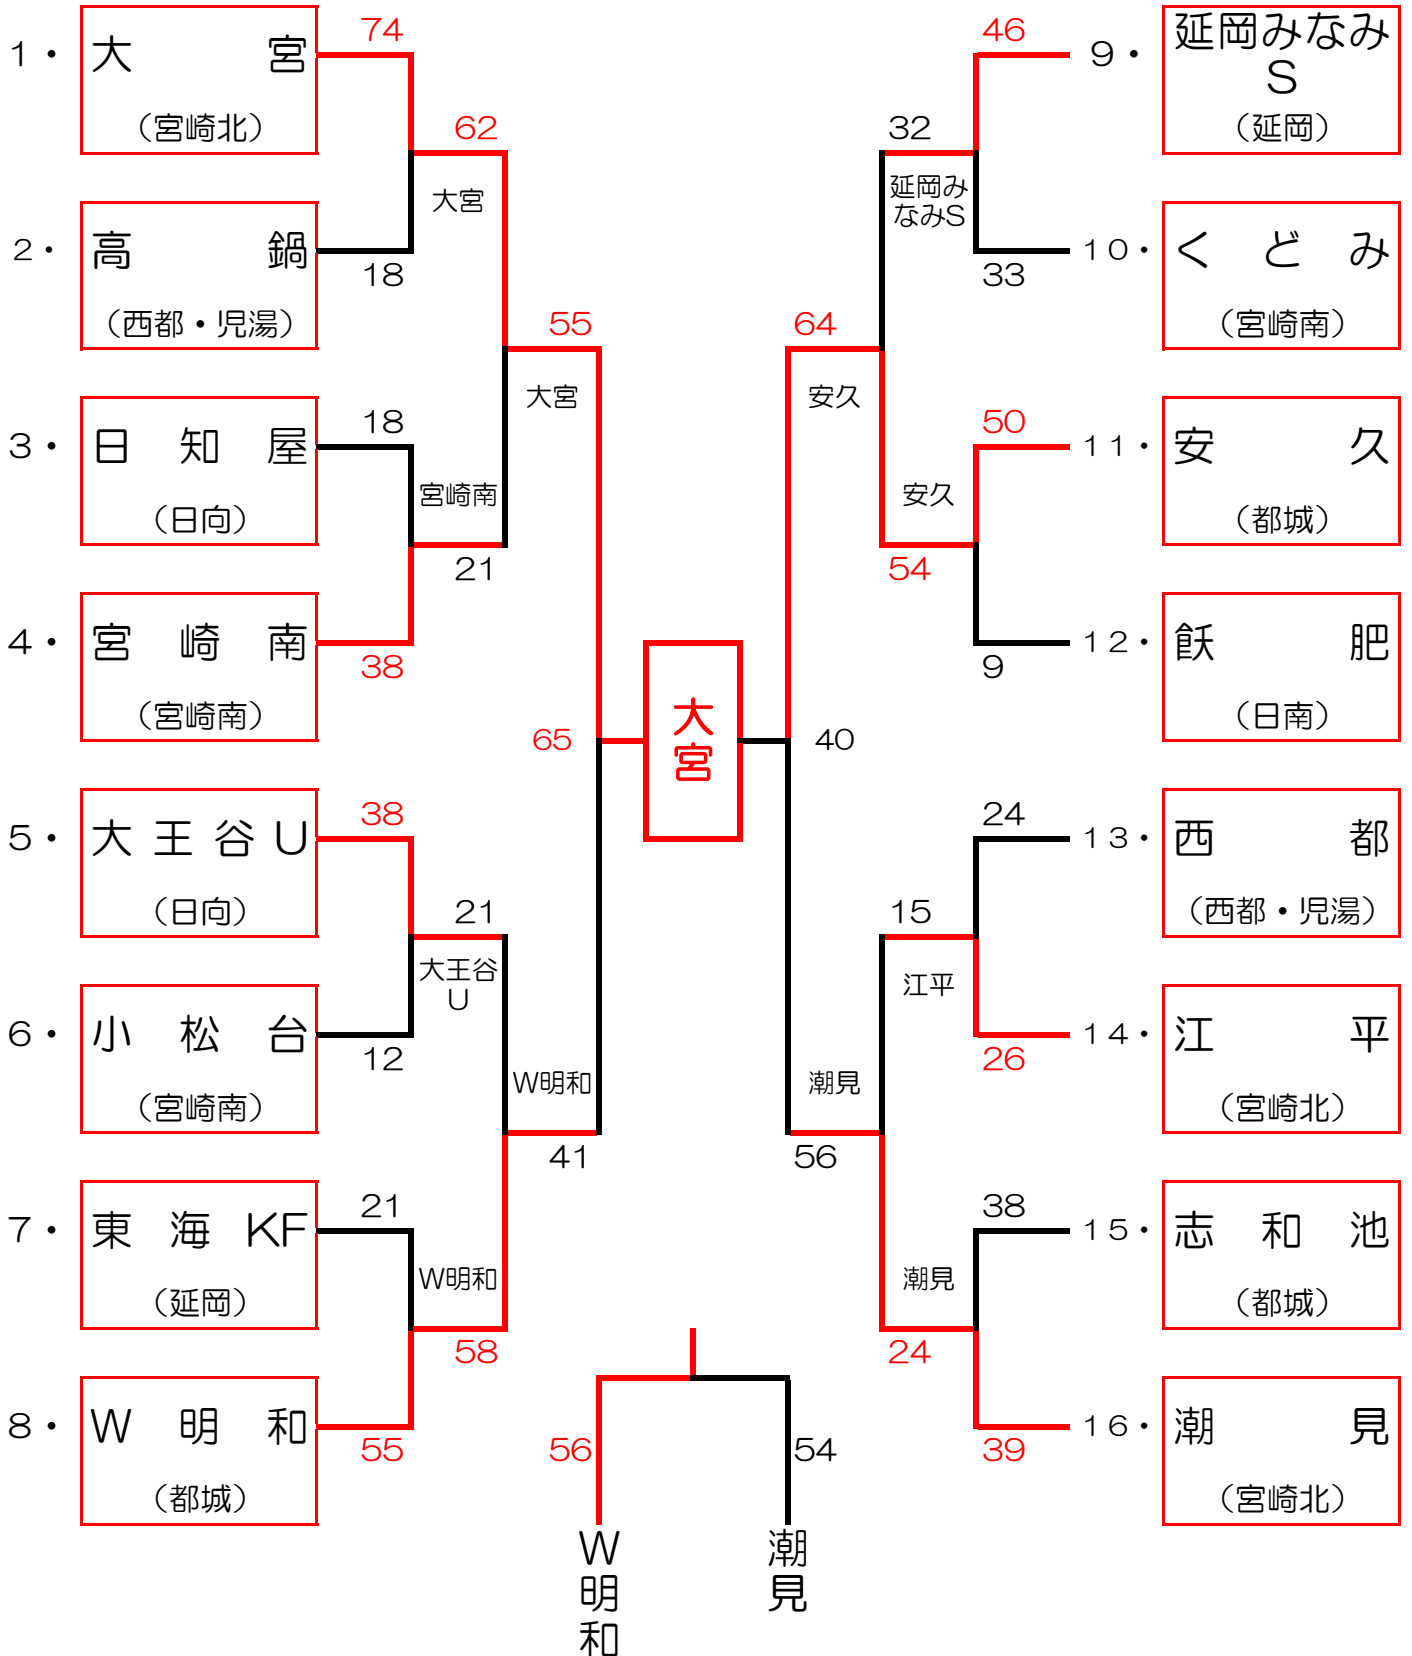 1・ 大宮
（宮崎北）
2・ 高鍋
（西都・児湯）
3・ 日知屋
（日向）
4・ 宮崎南
（宮崎南）
5・ 大王谷U
（日向）
6・ 小松台
（宮崎南）
7・ 東海KF
（延岡）
8・ W明和
（都城）
74
18
18
38
38
12
21
55
62
大宮
宮崎南
21
21
大王谷
U
W明和
58
55
大宮
W明和
41
65
大宮
40
64
安久
潮見
56
32
延岡み
なみS
安久
54
15
江平
潮見
24
46
33
50
9
24
26
38
39
9・ 延岡みなみ
S
（延岡）
10・ くどみ
（宮崎南）
11・ 安久
（都城）
12・ 飫肥
（日南）
13・ 西都
（西都・児湯）
14・ 江平
（宮崎北）
15・ 志和池
（都城）
16・ 潮見
（宮崎北）
56
54
W明和
潮見